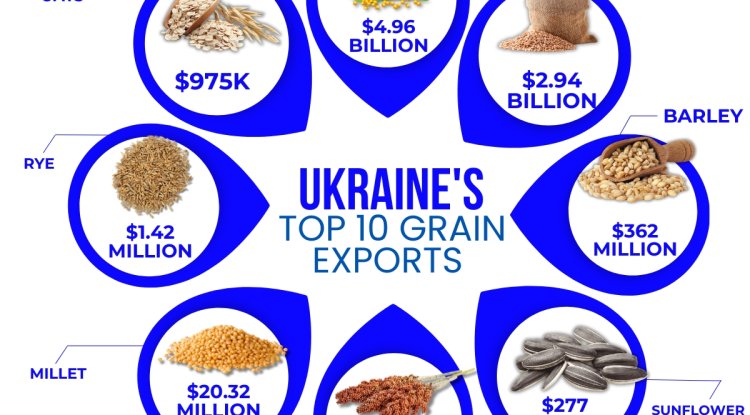 $4.96
BILLION
$975K
$2.94
BILLION
BARLEY
RYE
UKRAINE'S
TOP 10 GRAIN
EXPORTS
$1.42
MILLION
$362
MILLION
MILLET
$20.32
MILLION
$277
SUNFLOWER